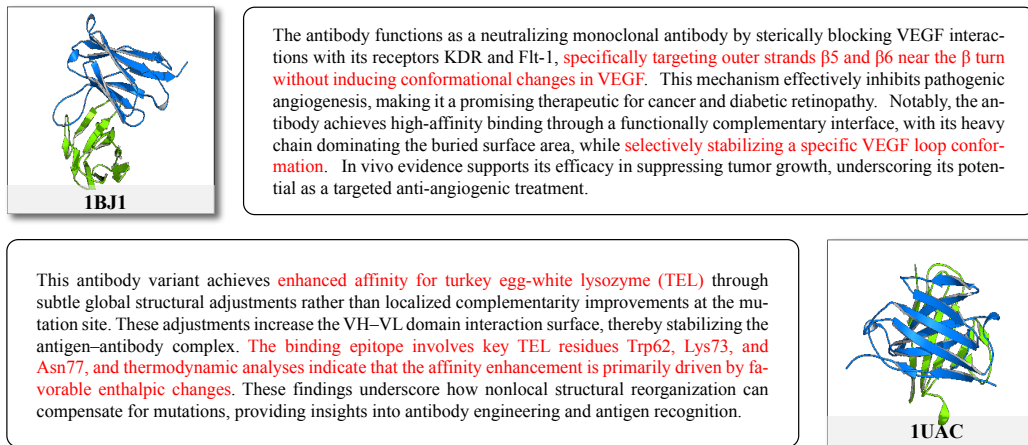 The antibody functions as a neutralizing monoclonal antibody by sterically blocking VEGF interac-
tions with its receptors KDR and Flt-1, specifically targeting outer strands β5 and β6 near the β turn
without inducing conformational changes in VEGF. This mechanism effectively inhibits pathogenic
angiogenesis, making it a promising therapeutic for cancer and diabetic retinopathy. Notably, the an-
tibody achieves high-affinity binding through a functionally complementary interface, with its heavy
chain dominating the buried surface area, while selectively stabilizing a specific VEGF loop confor-
mation. In vivo evidence supports its efficacy in suppressing tumor growth, underscoring its poten-
tial as a targeted anti-angiogenic treatment.
1BJ1
This antibody variant achieves enhanced affinity for turkey egg-white lysozyme (TEL) through
subtle global structural adjustments rather than localized complementarity improvements at the mu-
tation site. These adjustments increase the VH–VL domain interaction surface, thereby stabilizing the
antigen–antibody complex. The binding epitope involves key TEL residues Trp62, Lys73, and
Asn77, and thermodynamic analyses indicate that the affinity enhancement is primarily driven by fa-
vorable enthalpic changes. These findings underscore how nonlocal structural reorganization can
compensate for mutations, providing insights into antibody engineering and antigen recognition.
1UAC